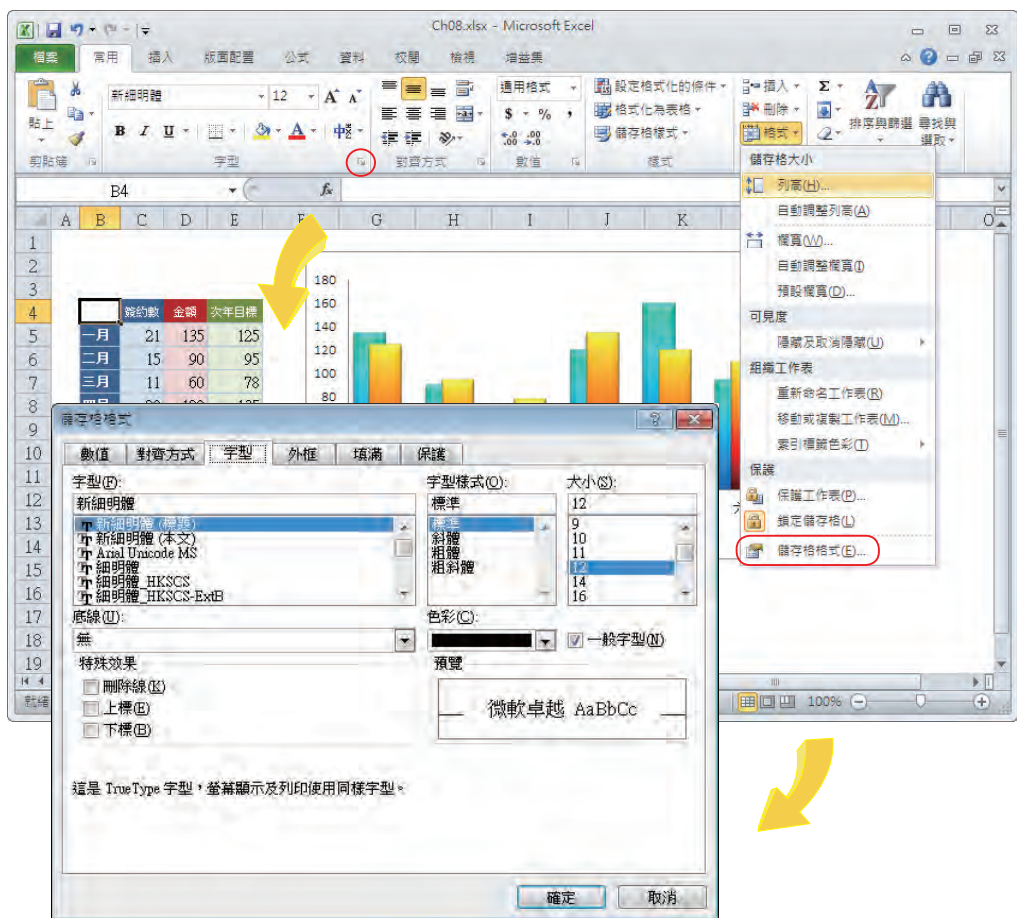 Ch08.xlsx - Microsoft Excel
檔案 常用 插入 版面配置 公式 資料 校閱 檢視 增益集
新細明體 12 A A
通用格式
設定格式化的條件
插入 Σ
貼上
$ - % ,
格式化為表格
刪除
排序與篩選 尋找與選取
B I U A 中
.0 .00 .00 .0
儲存格樣式
格式
剪貼簿 字型 對齊方式 數值 樣式
儲存格大小
B4 fx
列高(H)...
自動調整列高(A)
欄寬(W)...
自動調整欄寬(I)
預設欄寬(D)...
可見度
隱藏及取消隱藏(U)
組織工作表
重新命名工作表(R)
移動或複製工作表(M)...
索引標籤色彩(T)
保護
保護工作表(P)...
鎖定儲存格(L)
儲存格格式(E)...
A B C D E F G H I J K O
1
2
3
4 簽約數 金額 次年目標
5 一月 21 135 125
6 二月 15 90 95
7 三月 11 60 78
8
9
10
11
12
13
14
15
16
17
18
19
180
160
140
120
100
80
儲存格格式
數值 對齊方式 字型 外框 填滿 保護
字型(F): 字型樣式(O): 大小(S):
新細明體 標準 12
新細明體 (標題) 標準 9
新細明體 (本文) 斜體 10
Arial Unicode MS 粗體 11
細明體 粗斜體 12
細明體_HKSCS 14
細明體_HKSCS-ExtB 16
底線(U): 色彩(C):
無 一般字型(N)
特殊效果 預覽
刪除線(K)
上標(E)
下標(B)
微軟卓越 AaBbCc
這是 TrueType 字型，螢幕顯示及列印使用同樣字型。
確定 取消
就緒
100%